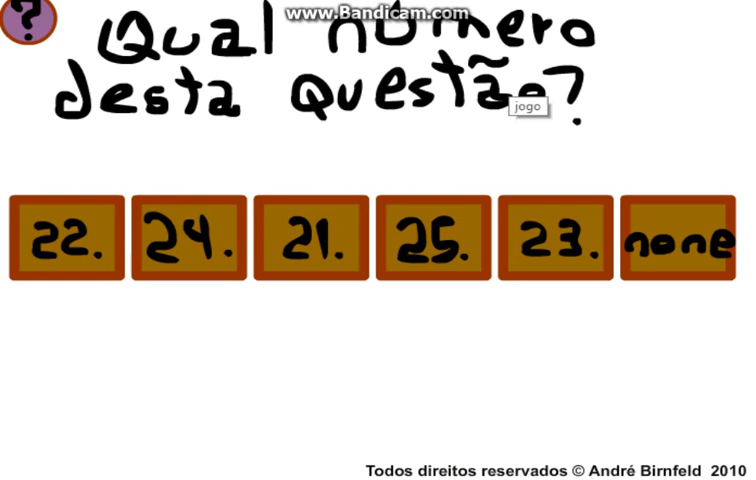 www.Bandicam.com
?
Qual número
desta questão?
jogo
22. 24. 21. 25. 23. none
Todos direitos reservados © André Birnfeld 2010